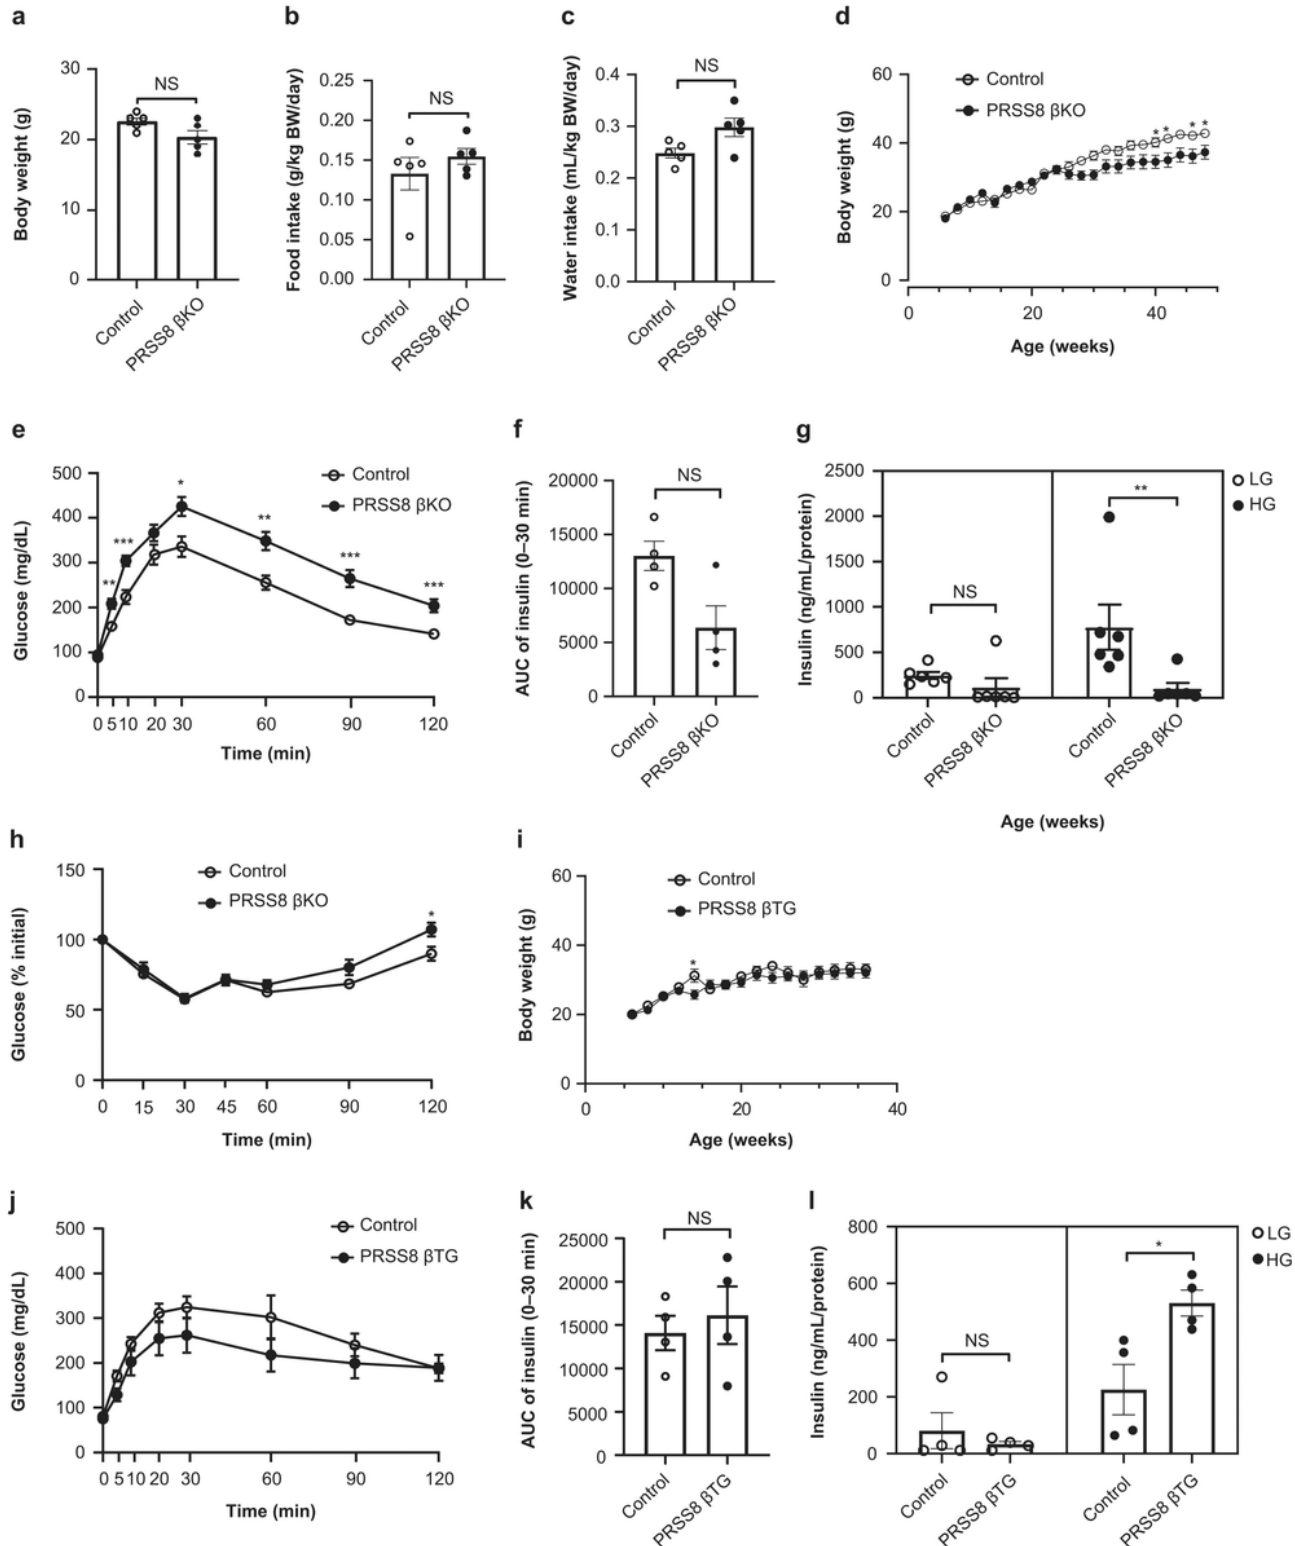 a
Body weight (g)
30
20
10
0
NS
Control
PRSS8 βKO
b
Food intake (g/kg BW/day)
0.25
0.20
0.15
0.10
0.05
0.00
NS
Control
PRSS8 βKO
c
Water intake (mL/kg BW/day)
0.4
0.3
0.2
0.1
0.0
NS
Control
PRSS8 βKO
d
Body weight (g)
60
40
20
0
Control
PRSS8 βKO
* * * *
0 20 40
Age (weeks)
e
Glucose (mg/dL)
500
400
300
200
100
0
Control
PRSS8 βKO
**
***
*
**
***
***
0 5 10 20 30 60 90 120
Time (min)
f
AUC of insulin (0–30 min)
20000
15000
10000
5000
0
NS
Control
PRSS8 βKO
g
Insulin (ng/mL/protein)
2500
2000
1500
1000
500
0
NS
**
LG
HG
Control
PRSS8 βKO
Control
PRSS8 βKO
Age (weeks)
h
Glucose (% initial)
150
100
50
0
Control
PRSS8 βKO
*
0 15 30 45 60 90 120
Time (min)
i
Body weight (g)
60
40
20
0
Control
PRSS8 βTG
*
0 20 40
Age (weeks)
j
Glucose (mg/dL)
500
400
300
200
100
0
Control
PRSS8 βTG
0 5 10 20 30 60 90 120
Time (min)
k
AUC of insulin (0–30 min)
25000
20000
15000
10000
5000
0
NS
Control
PRSS8 βTG
l
Insulin (ng/mL/protein)
800
600
400
200
0
NS
*
LG
HG
Control
PRSS8 βTG
Control
PRSS8 βTG